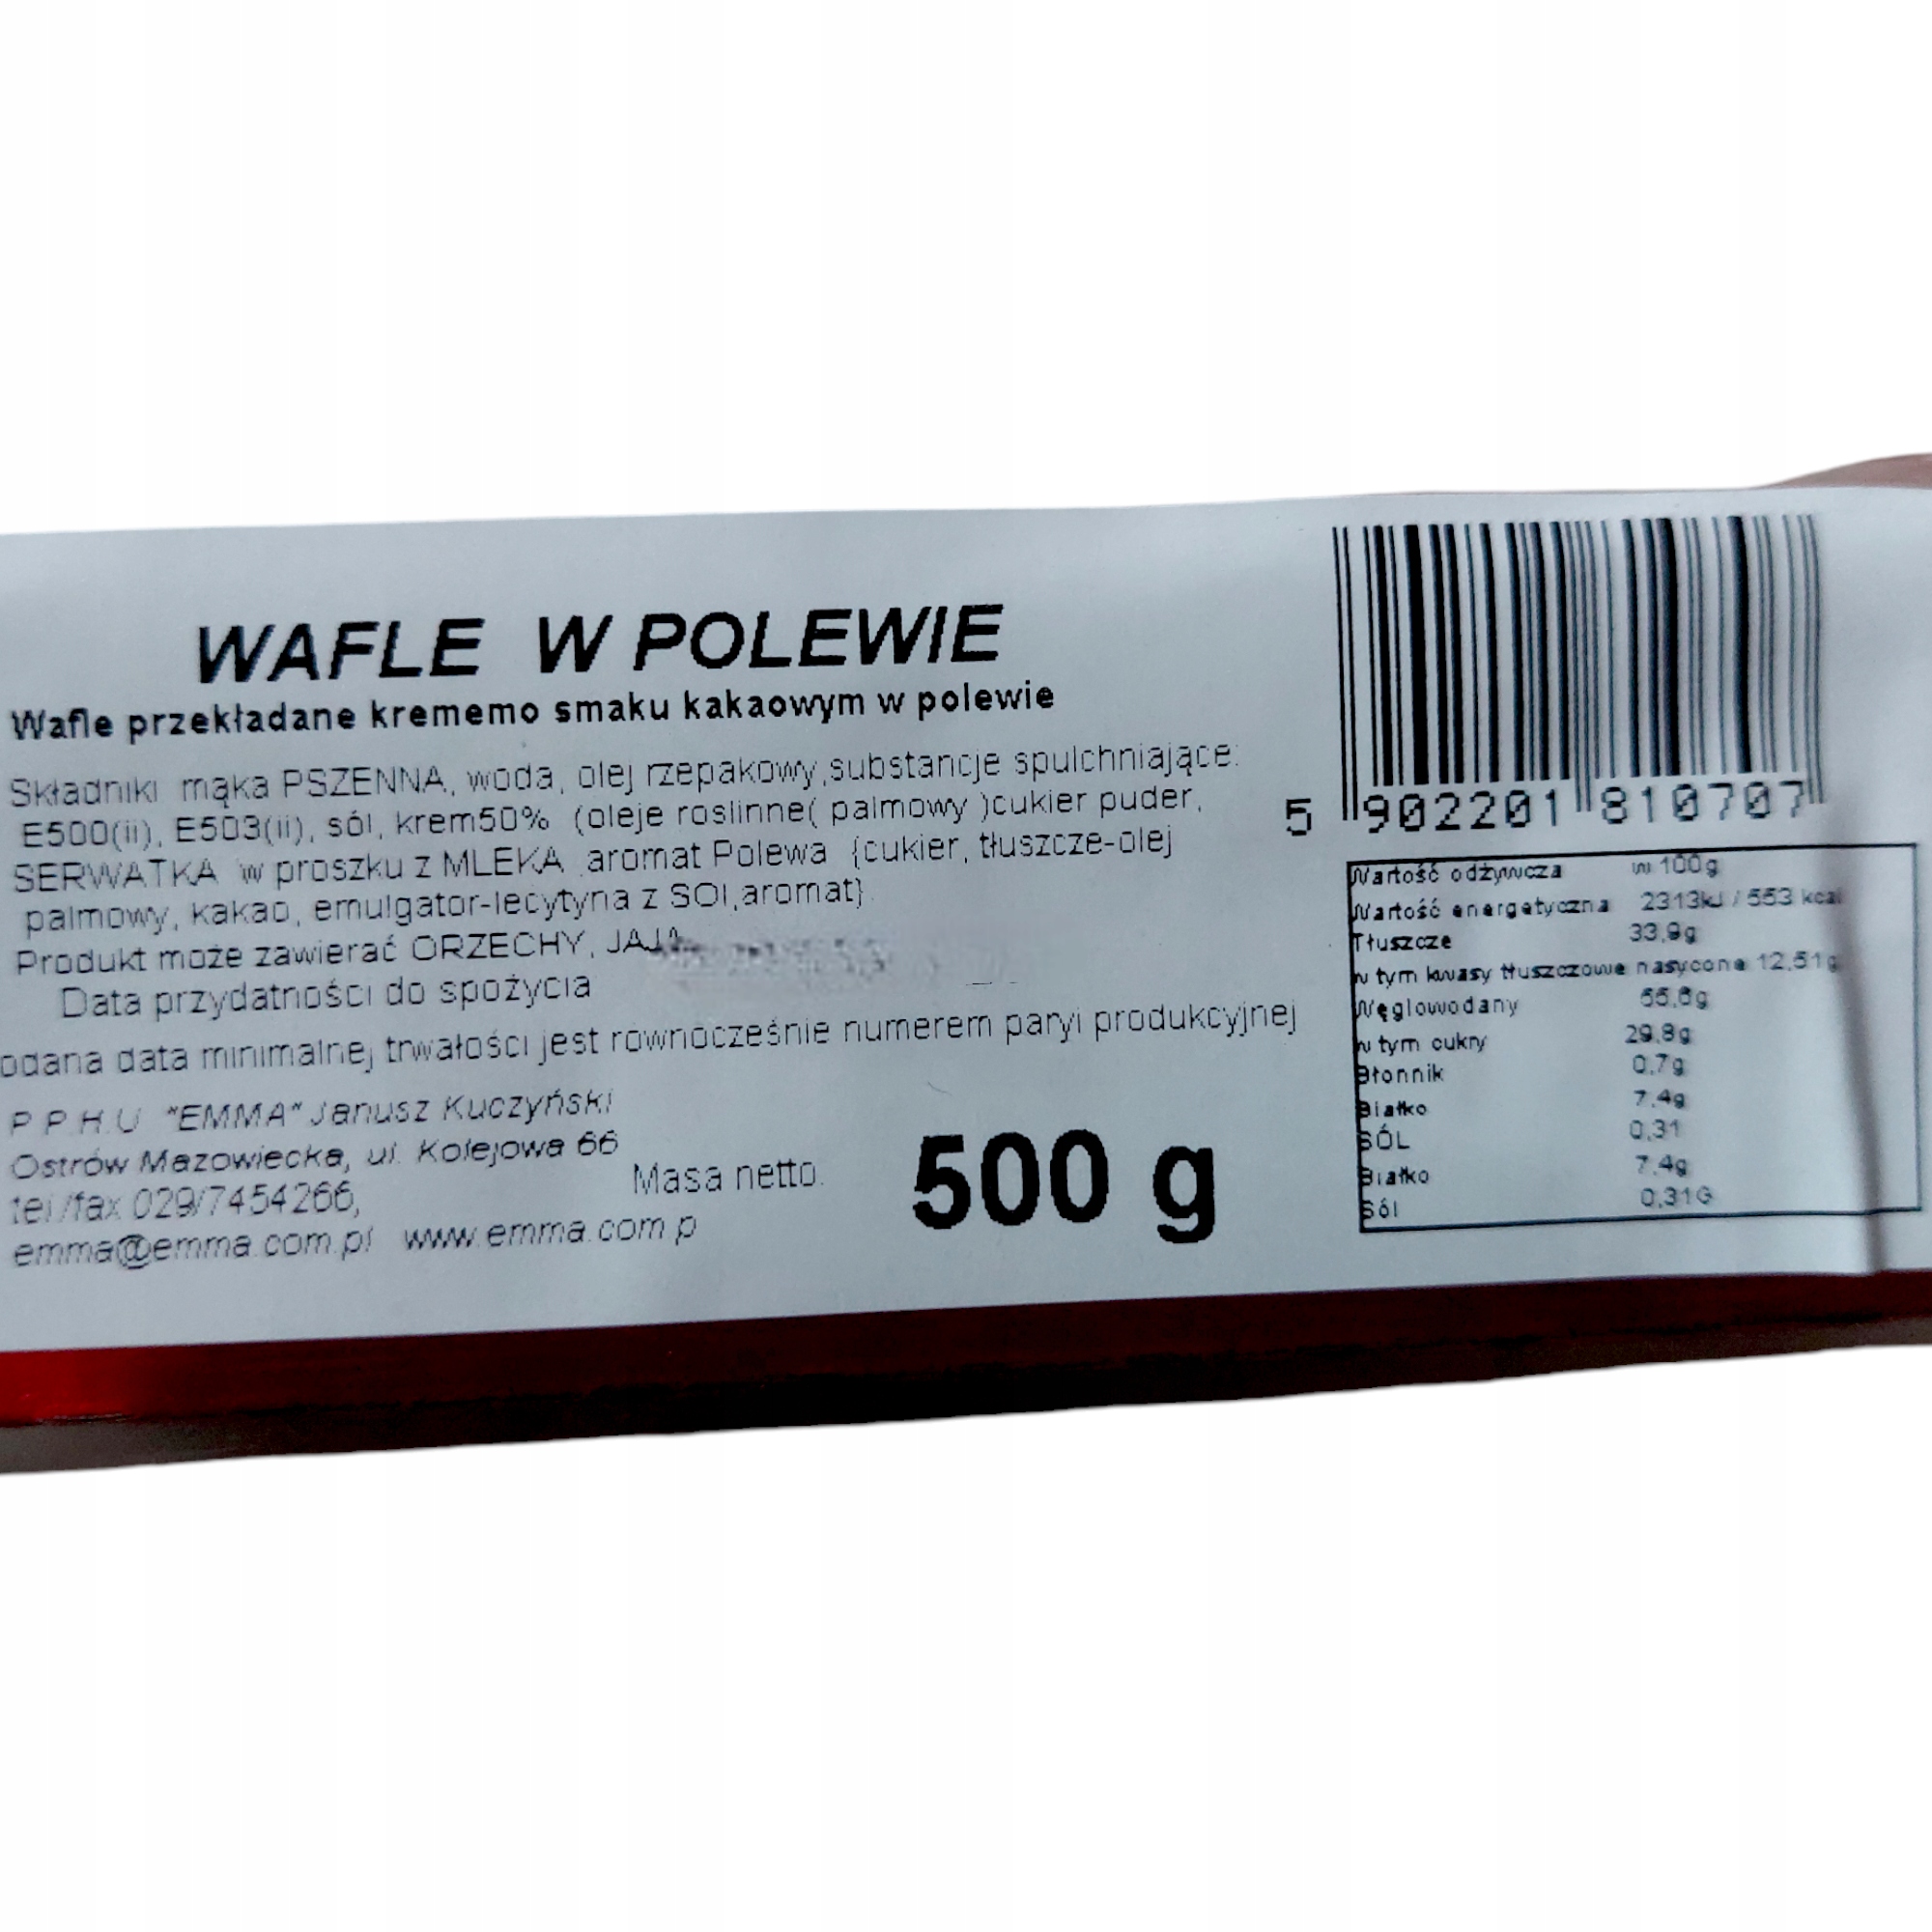 WAFLE W POLEWIE
Wafle przekładane krememo smaku kakaowym w polewie
Składniki mąka PSZENNA, woda, olej rzepakowy,substancje spulchniające:
E500(ii), E503(ii), sól, krem50% (oleje roslinne( palmowy )cukier puder,
SERWATKA w proszku z MLEKA aromat Polewa {cukier, tłuszcze-olej
palmowy, kakao, emulgator-lecytyna z SOI,aromat}
Produkt może zawierać ORZECHY, JAJA
Data przydatności do spożycia
odana data minimalnej trwałości jest rownocześnie numerem paryi produkcyjnej
P.P.H.U "EMMA" Janusz Kuczyński
Ostrów Mazowiecka, ul. Kolejowa 66
tel/fax 029/7454266,
emma@emma.com.pl www.emma.com.p
Masa netto.
500 g
5 902201 810707
Wartość odżywcza w 100g
Wartość energetyczna 2313kJ / 553 kcal
Tłuszcze 33,9g
w tym kwasy tłuszczowe nasycone 12,51g
Węglowodany
w tym cukry 29,8g
Błonnik 0,7g
Białko 7,4g
SÓL 0,31
Białko 7,4g
Sól 0,31G